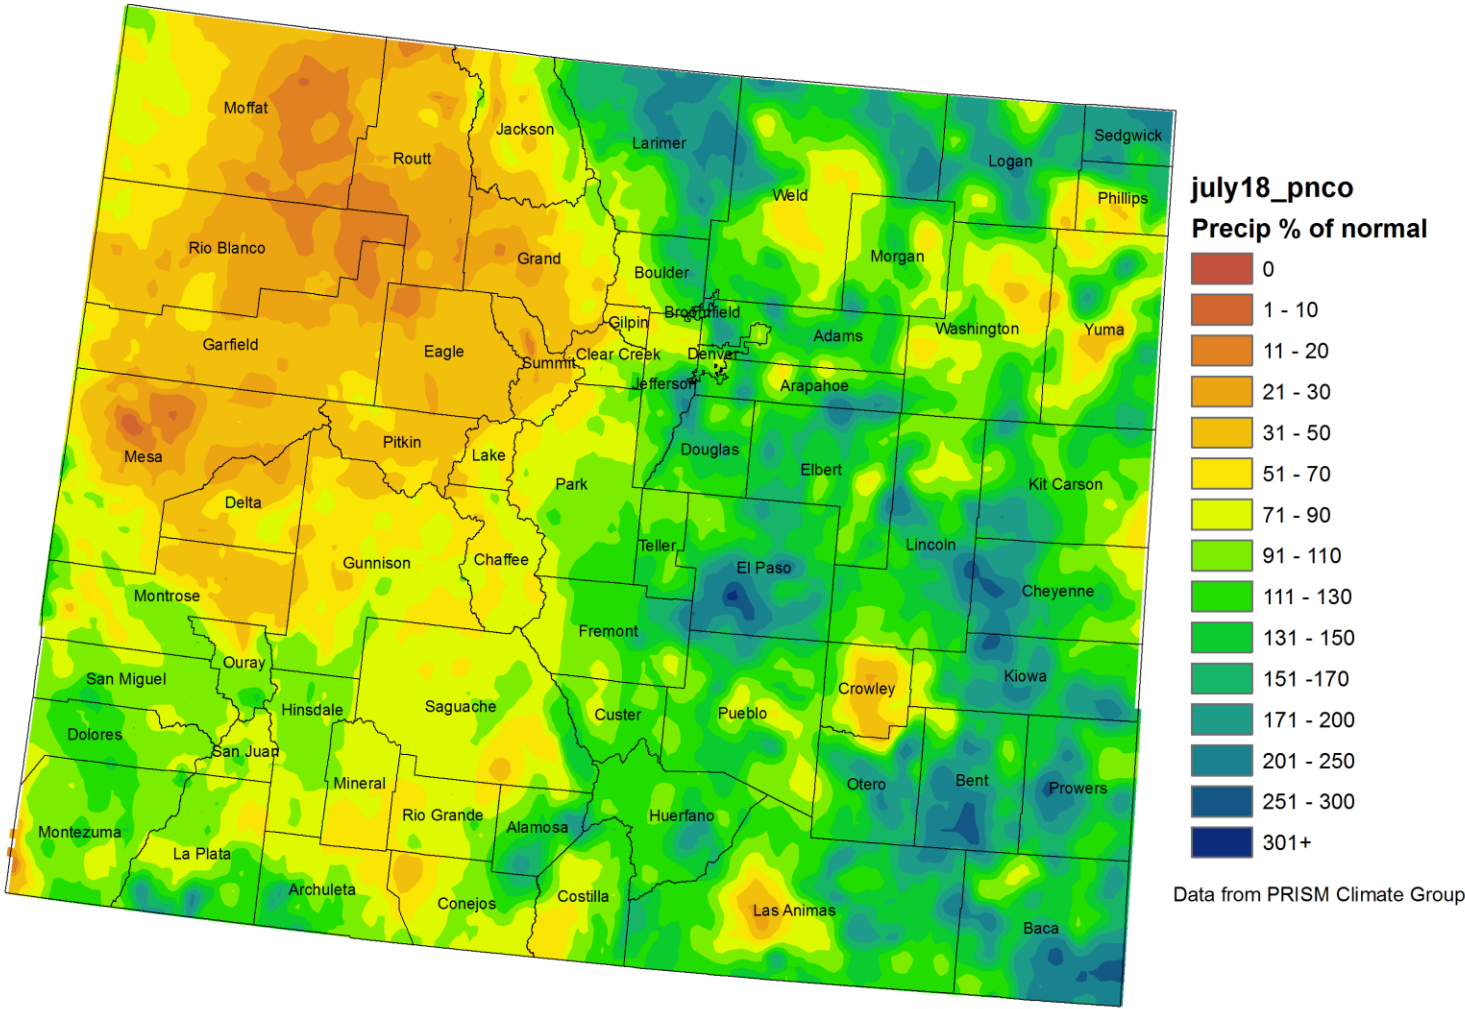 Moffat
Routt
Jackson
Larimer
Weld
Logan
Sedgwick
Phillips
Rio Blanco
Grand
Boulder
Morgan
Broomfield
Gilpin
Adams
Washington
Yuma
Garfield
Eagle
Summit
Clear Creek
Denver
Jefferson
Arapahoe
Mesa
Pitkin
Lake
Park
Douglas
Elbert
Kit Carson
Delta
Gunnison
Chaffee
Teller
El Paso
Lincoln
Cheyenne
Montrose
Fremont
Ouray
San Miguel
Hinsdale
Saguache
Custer
Pueblo
Crowley
Kiowa
Dolores
San Juan
Mineral
Rio Grande
Alamosa
Huerfano
Otero
Bent
Prowers
Montezuma
La Plata
Archuleta
Conejos
Costilla
Las Animas
Baca
july18_pnco
Precip % of normal
0
1 - 10
11 - 20
21 - 30
31 - 50
51 - 70
71 - 90
91 - 110
111 - 130
131 - 150
151 -170
171 - 200
201 - 250
251 - 300
301+
Data from PRISM Climate Group